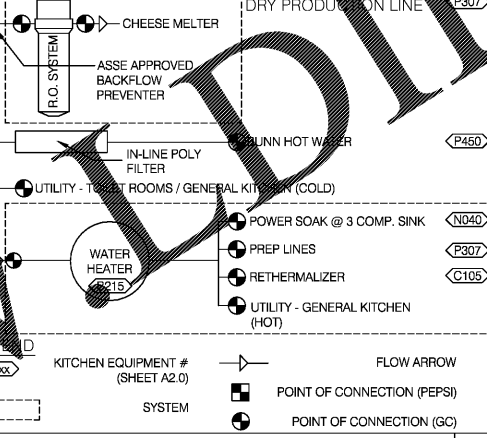 DRY PRODUCTION LINE
P307
CHEESE MELTER
R.O. SYSTEM
ASSE APPROVED
BACKFLOW
PREVENTER
BUNN HOT WATER
P450
IN-LINE POLY
FILTER
UTILITY - TOILET ROOMS / GENERAL KITCHEN (COLD)
POWER SOAK @ 3 COMP. SINK
N040
WATER
HEATER
P215
PREP LINES
P307
RETHERMALIZER
C105
UTILITY - GENERAL KITCHEN
(HOT)
xx
KITCHEN EQUIPMENT #
(SHEET A2.0)
FLOW ARROW
POINT OF CONNECTION (PEPSI)
SYSTEM
POINT OF CONNECTION (GC)